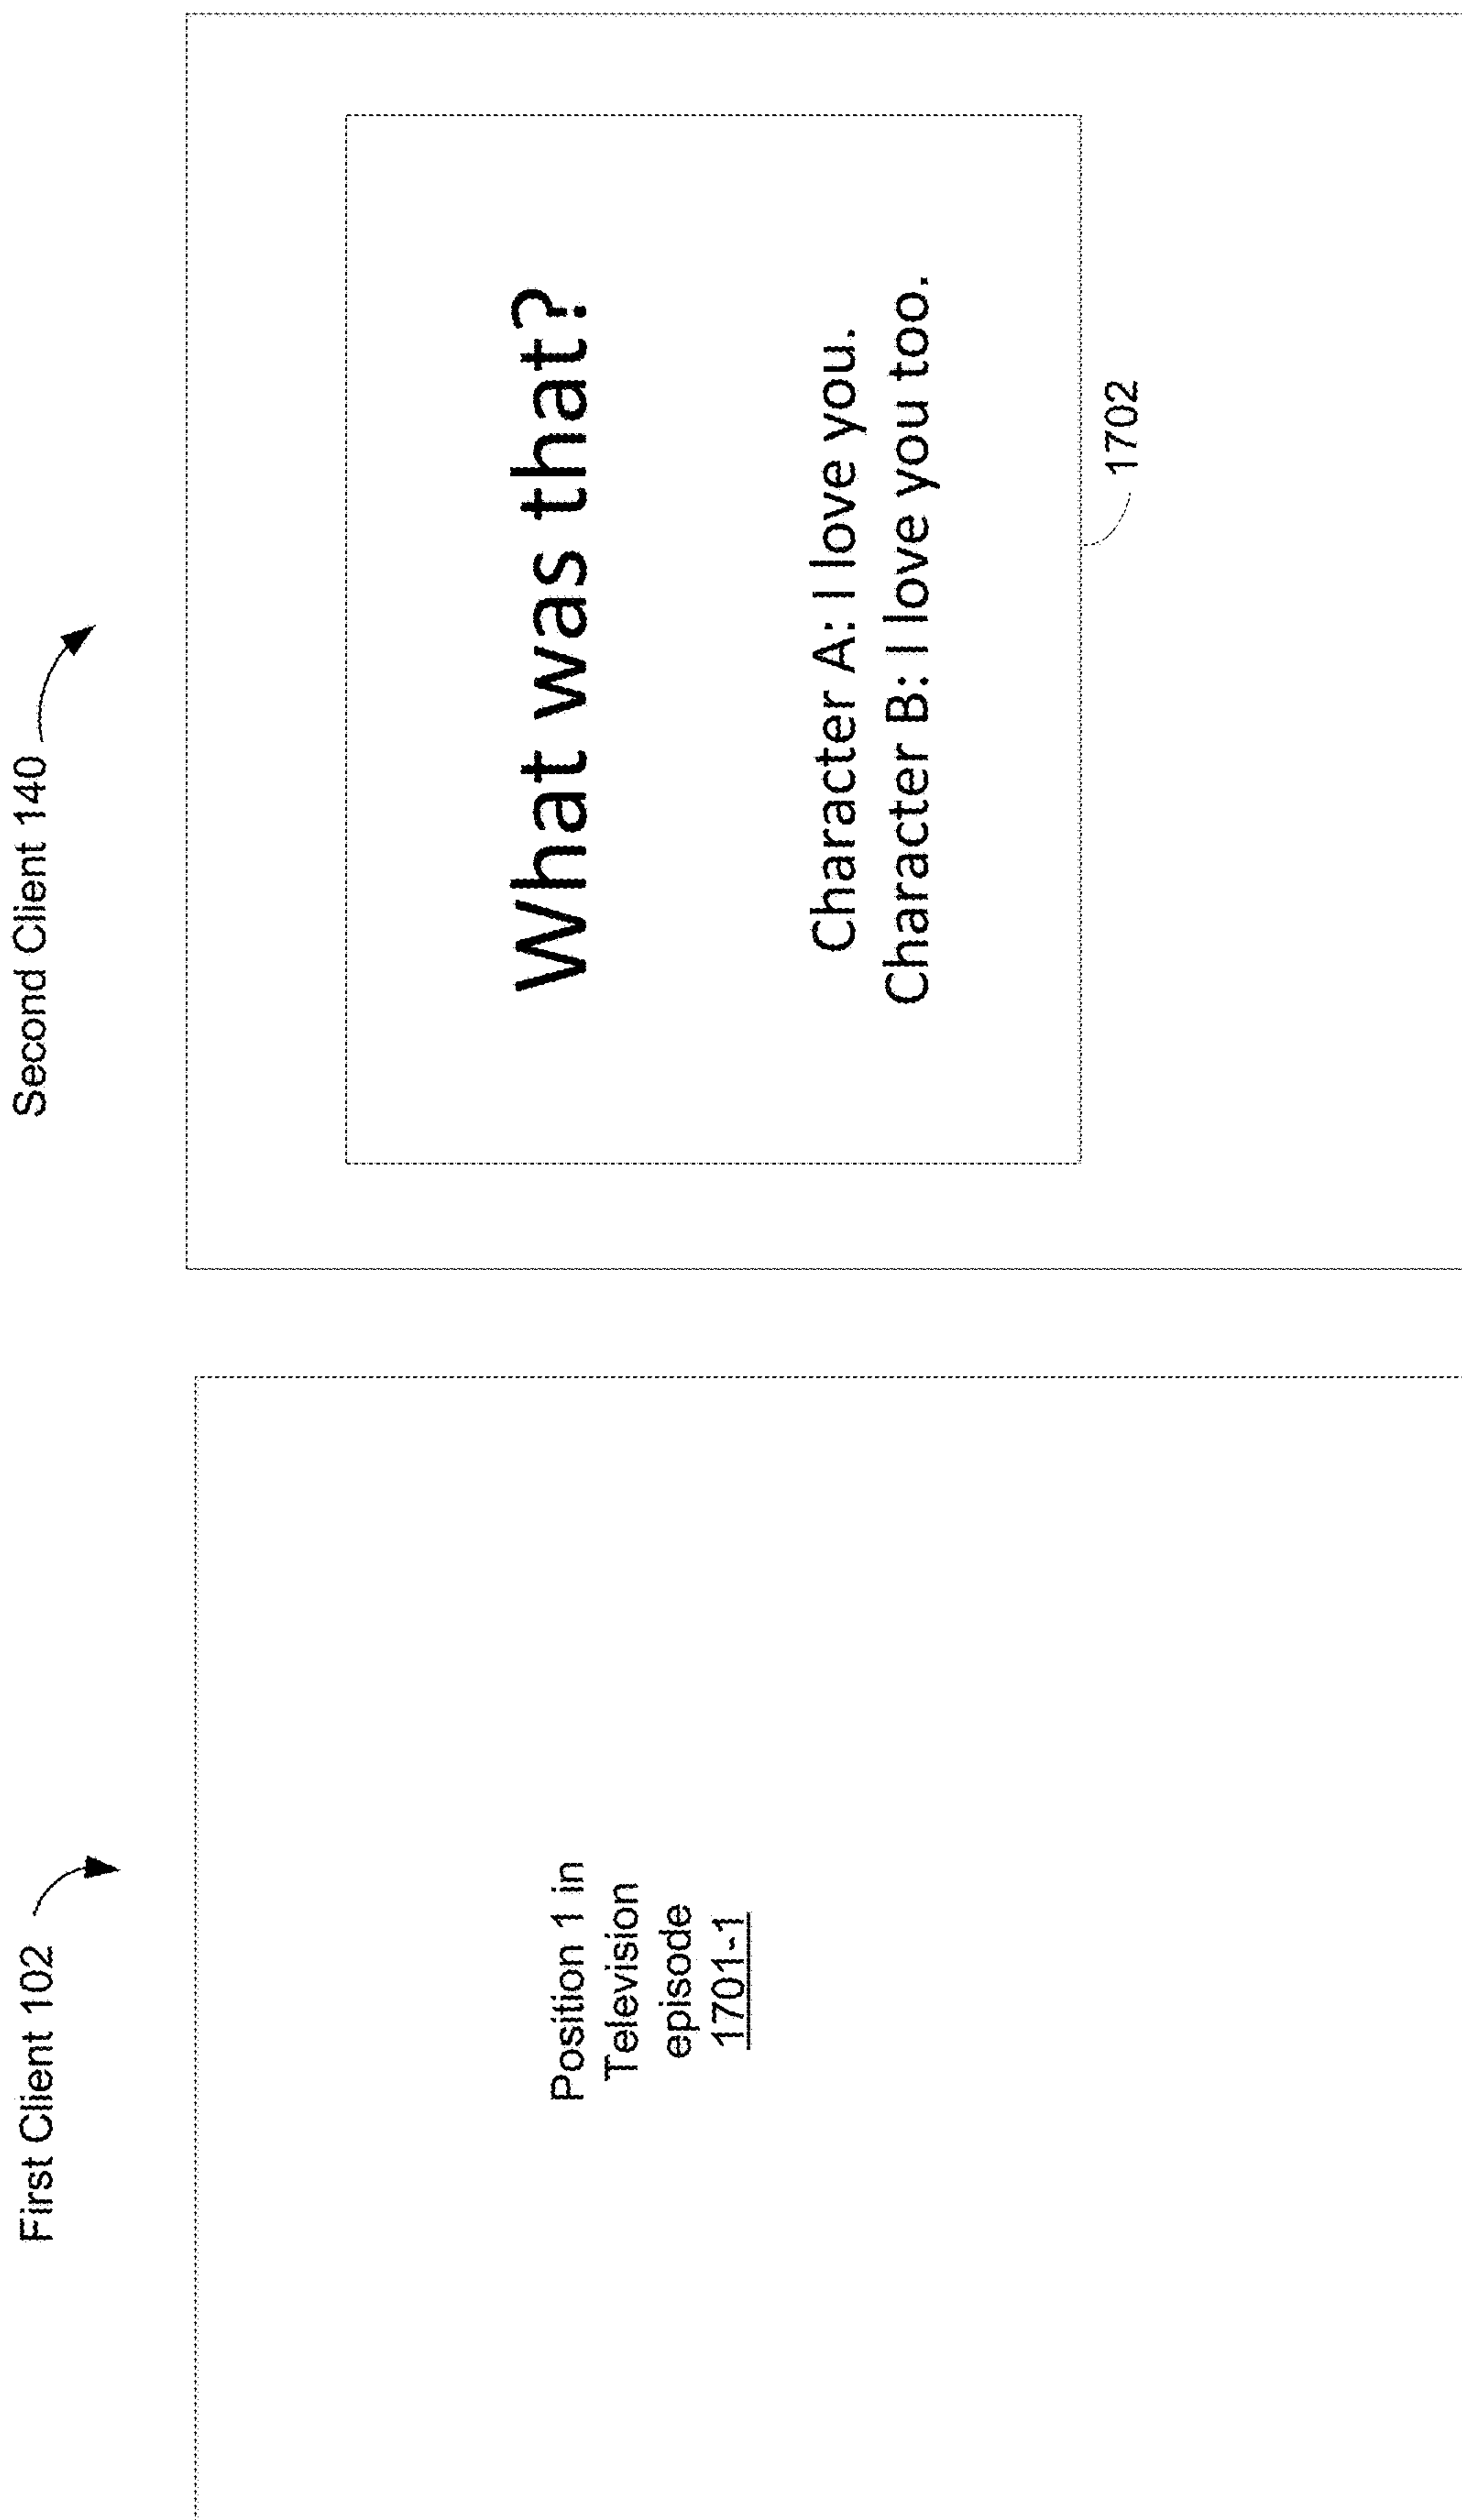 First Client 102
Position 1 in
Television
episode
1701-1
Second Client 140
What was that?
Character A: I love you.
Character B: I love you too.
1702